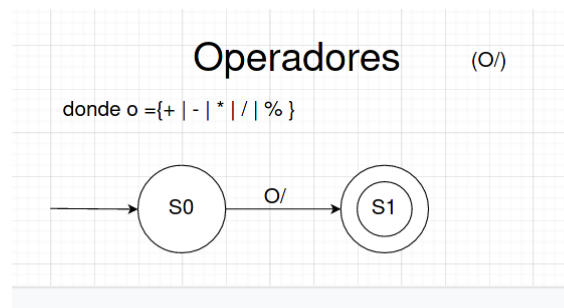 Operadores (O/)
donde o ={+ | - | * | / | % }
O/
S0 S1